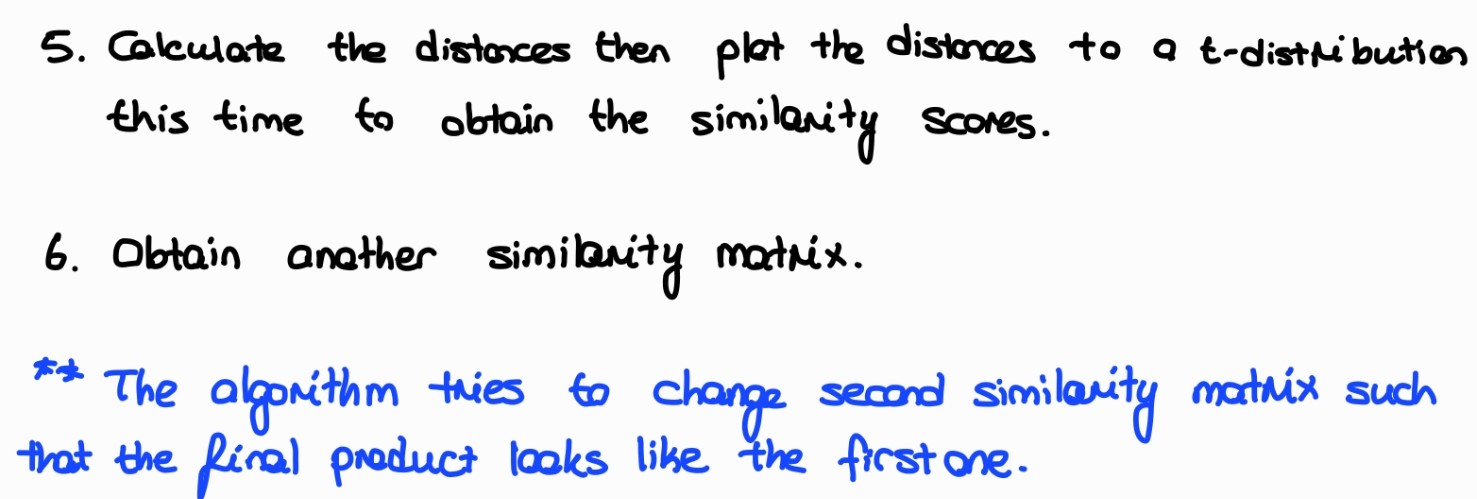 5. Calculate the distances then plot the distances to a t-distribution
this time to obtain the similarity scores.
6. Obtain another similarity matrix.
** The algorithm tries to change second similarity matrix such
that the final product looks like the first one.